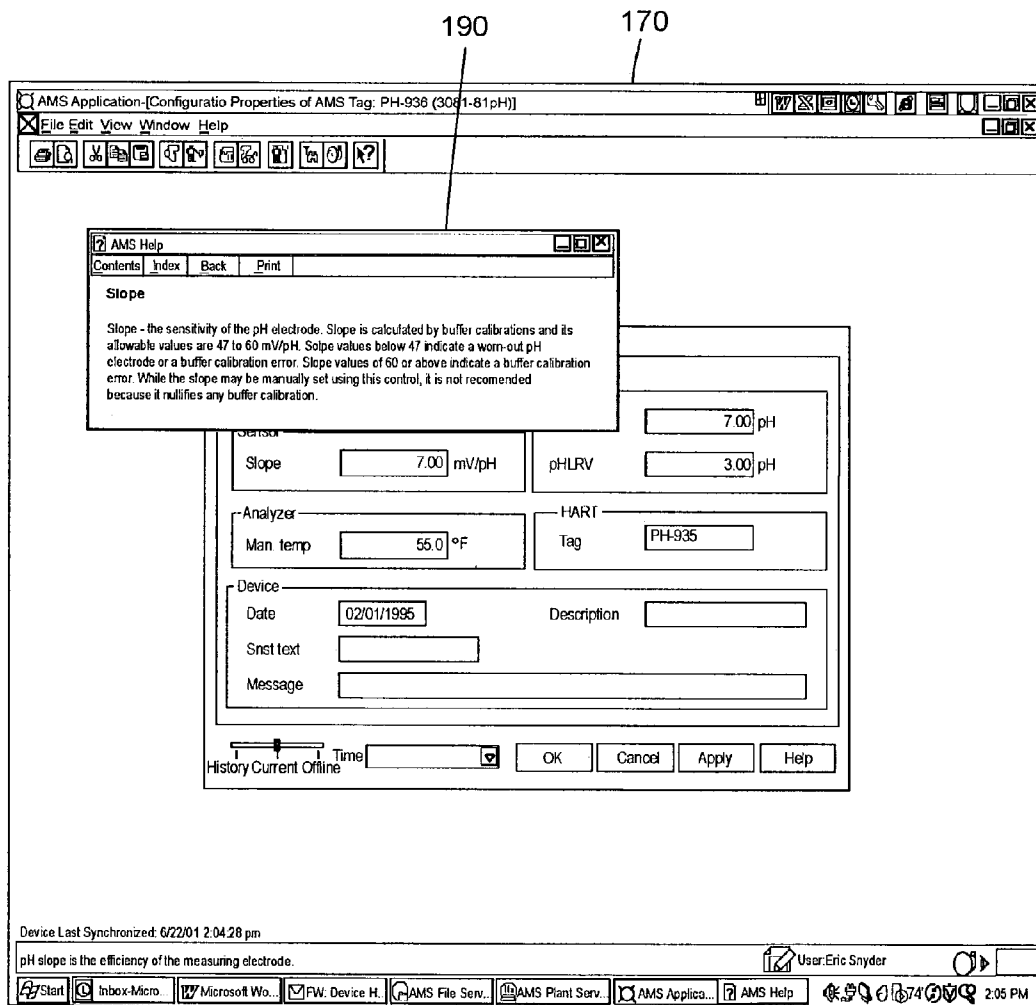 190
170
AMS Application-[Configuratio Properties of AMS Tag: PH-936 (3081-81pH)]
File Edit View Window Help
AMS Help
Contents Index Back Print
Slope
Slope - the sensitivity of the pH electrode. Slope is calculated by buffer calibrations and its
allowable values are 47 to 60 mV/pH. Solpe values below 47 indicate a worn-out pH
electrode or a buffer calibration error. Slope values of 60 or above indicate a buffer calibration
error. While the slope may be manually set using this control, it is not recomended
because it nullifies any buffer calibration.
7.00 pH
Sensor
Slope 7.00 mV/pH pHLRV 3.00 pH
Analyzer HART
Man. temp 55.0 °F Tag PH-935
Device
Date 02/01/1995 Description
Snst text
Message
Time OK Cancel Apply Help
History Current Offline
Device Last Synchronized: 6/22/01 2:04:28 pm
pH slope is the efficiency of the measuring electrode. User:Eric Snyder
Start Inbox-Micro... Microsoft Wo... FW: Device H... AMS File Serv... AMS Plant Serv... AMS Applica... AMS Help 74 2:05 PM